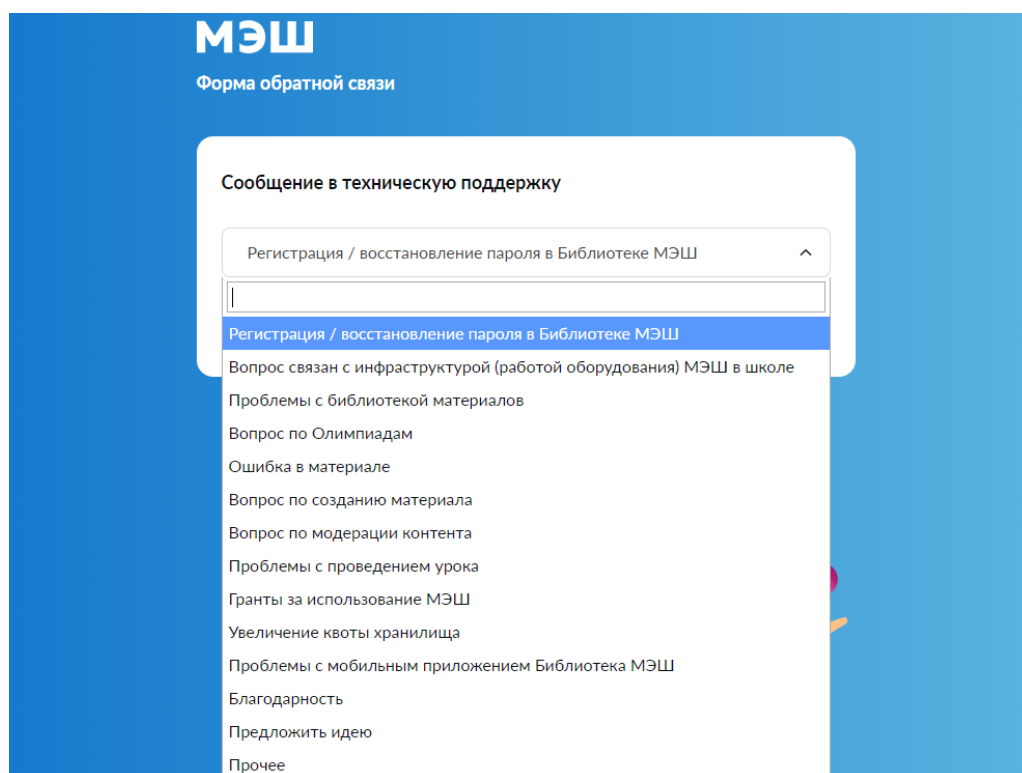 МЭШ
Форма обратной связи
Сообщение в техническую поддержку
Регистрация / восстановление пароля в Библиотеке МЭШ
Регистрация / восстановление пароля в Библиотеке МЭШ
Вопрос связан с инфраструктурой (работой оборудования) МЭШ в школе
Проблемы с библиотекой материалов
Вопрос по Олимпиадам
Ошибка в материале
Вопрос по созданию материала
Вопрос по модерации контента
Проблемы с проведением урока
Гранты за использование МЭШ
Увеличение квоты хранилища
Проблемы с мобильным приложением Библиотека МЭШ
Благодарность
Предложить идею
Прочее